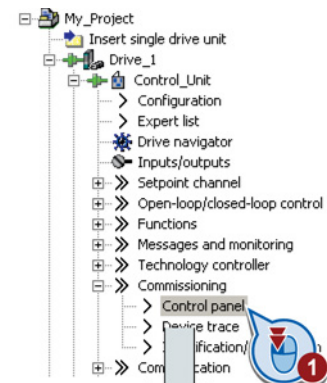 My_Project
Insert single drive unit
Drive_1
Control_Unit
Configuration
Expert list
Drive navigator
Inputs/outputs
Setpoint channel
Open-loop/closed-loop control
Functions
Messages and monitoring
Technology controller
Commissioning
Control panel
Device trace
1